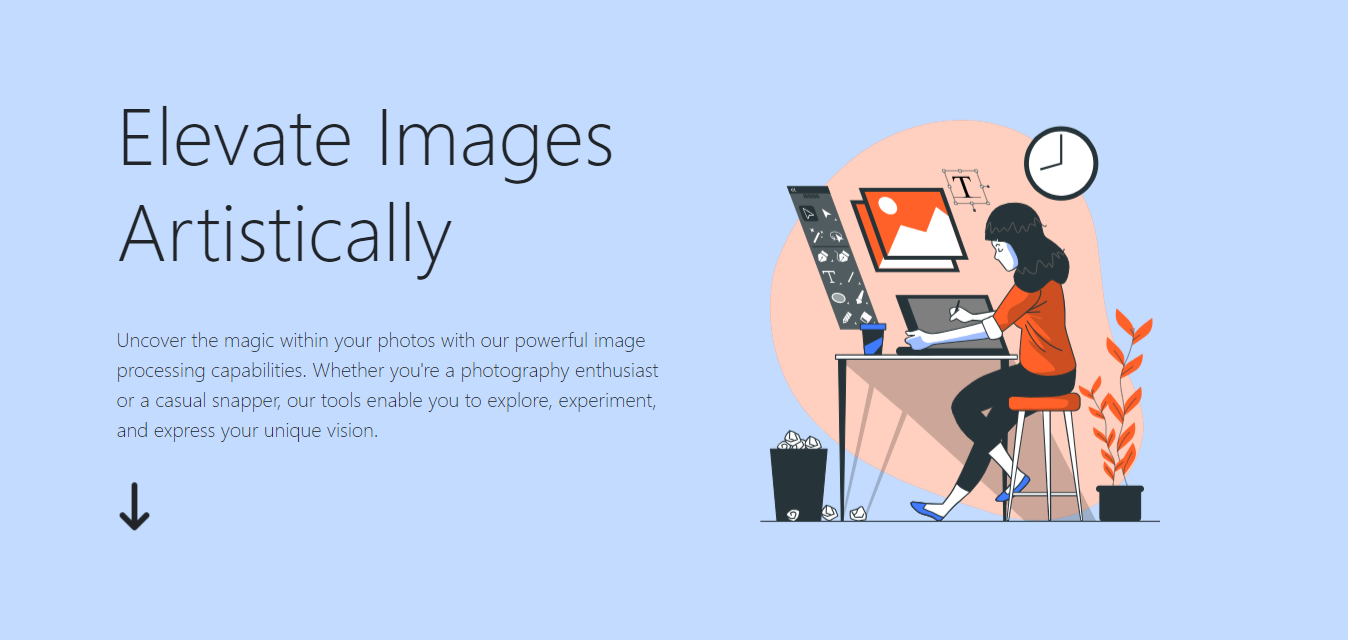 Elevate Images
Artistically
Uncover the magic within your photos with our powerful image
processing capabilities. Whether you're a photography enthusiast
or a casual snapper, our tools enable you to explore, experiment,
and express your unique vision.
T
T